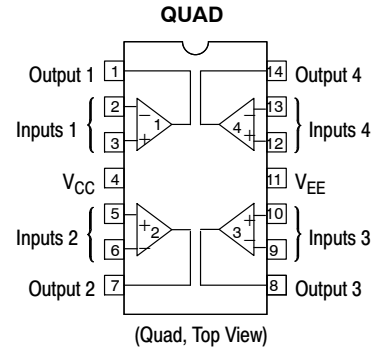 QUAD
Output 1 1 14 Output 4
2 − − 13
Inputs 1 1 4 Inputs 4
3 + + 12
VCC 4 11 VEE
5 + + 10
Inputs 2 2 3 Inputs 3
6 − − 9
Output 2 7 8 Output 3
(Quad, Top View)